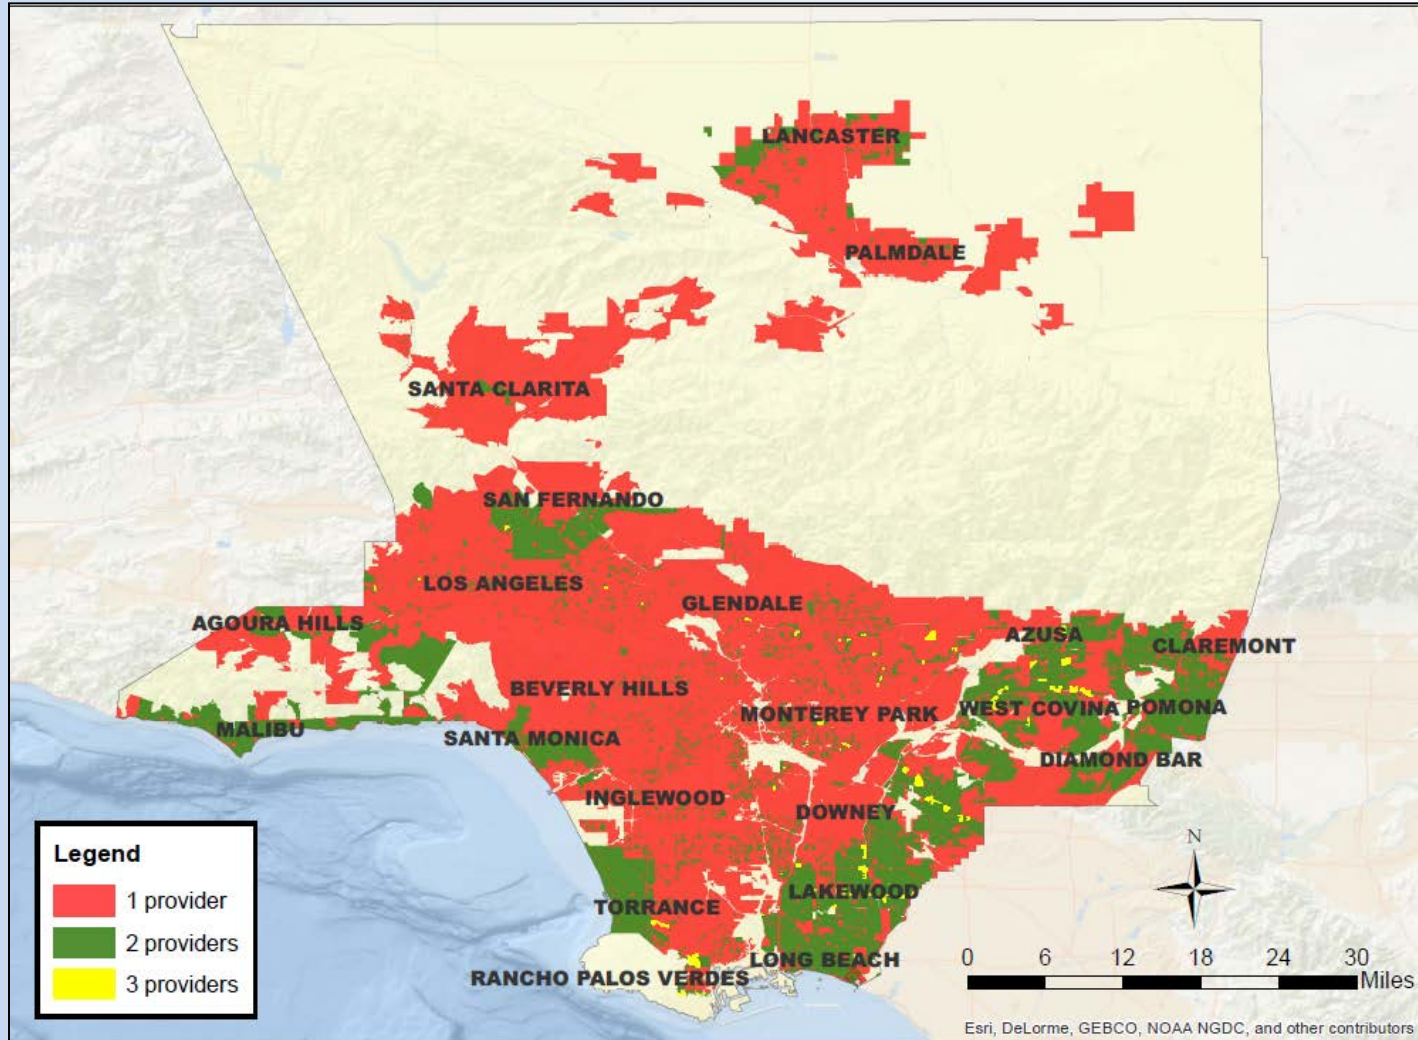 LANCASTER
PALMDALE
SANTA CLARITA
SAN FERNANDO
LOS ANGELES
GLENDALE
AGOURA HILLS
AZUSA
CLAREMONT
BEVERLY HILLS
MONTEREY PARK
WEST COVINA
POMONA
MALIBU
SANTA MONICA
DIAMOND BAR
INGLEWOOD
DOWNEY
LAKEWOOD
TORRANCE
LONG BEACH
RANCHO PALOS VERDES
Legend
1 provider
2 providers
3 providers
N
0 6 12 18 24 30
Miles
Esri, DeLorme, GEBCO, NOAA NGDC, and other contributors